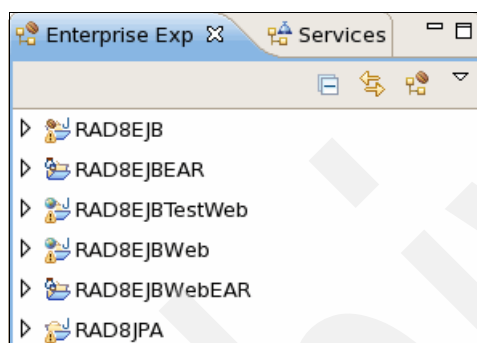 Enterprise Exp Services
RAD8EJB
RAD8EJBEAR
RAD8EJBTestWeb
RAD8EJBWeb
RAD8EJBWebEAR
RAD8JPA